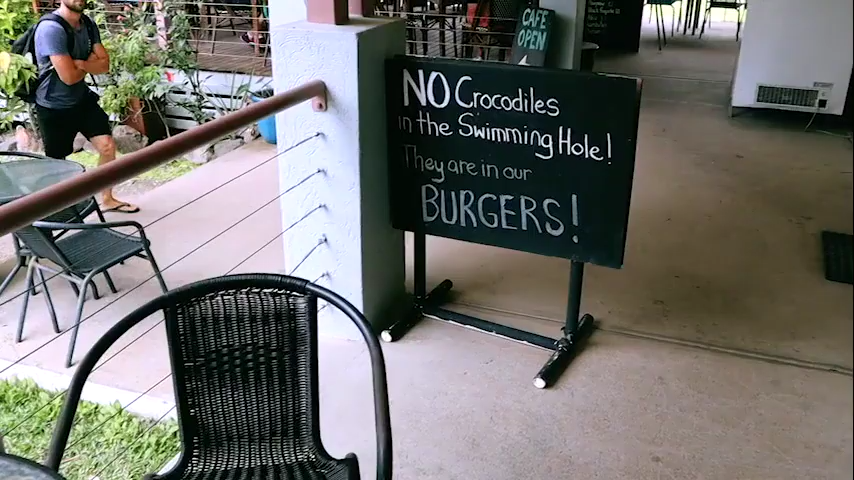 CAFE
OPEN
NO Crocodiles
in the Swimming Hole!
They are in our
BURGERS!